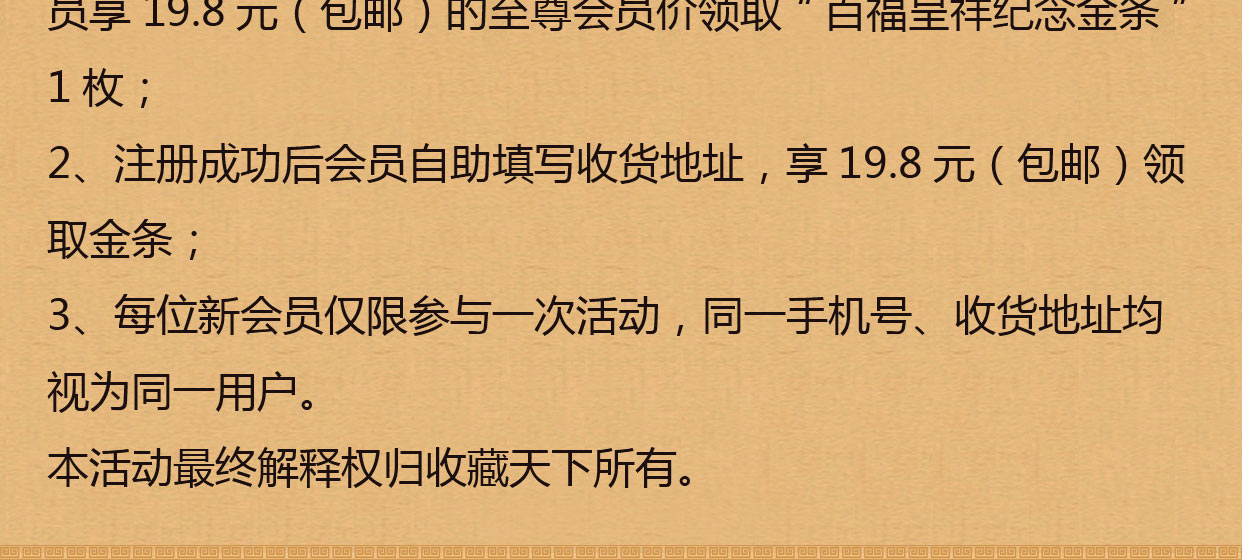 员享 19.8 元（包邮）的至尊会员价领取＂百福呈祥纪念金条＂
1 枚；
2、注册成功后会员自助填写收货地址，享 19.8 元（包邮）领
取金条；
3、每位新会员仅限参与一次活动，同一手机号、收货地址均
视为同一用户。
本活动最终解释权归收藏天下所有。